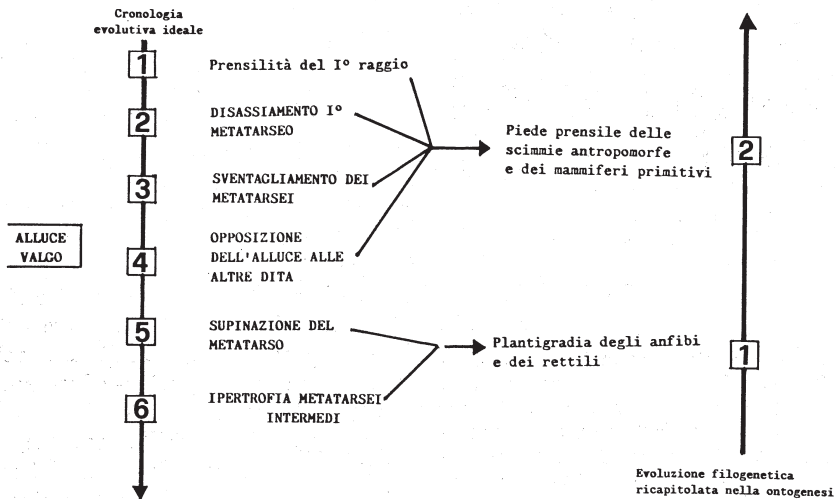 Cronologia
evolutiva ideale
1
Prensilità del I° raggio
2
DISASSIAMENTO I°
METATARSEO
Piede prensile delle
scimmie antropomorfe
e dei mammiferi primitivi
2
3
SVENTAGLIAMENTO DEI
METATARSEI
ALLUCE
VALGO
4
OPPOSIZIONE
DELL'ALLUCE ALLE
ALTRE DITA
5
SUPINAZIONE DEL
METATARSO
Plantigradia degli anfibi
e dei rettili
1
6
IPERTROFIA METATARSEI
INTERMEDI
Evoluzione filogenetica
ricapitolata nella ontogenesi